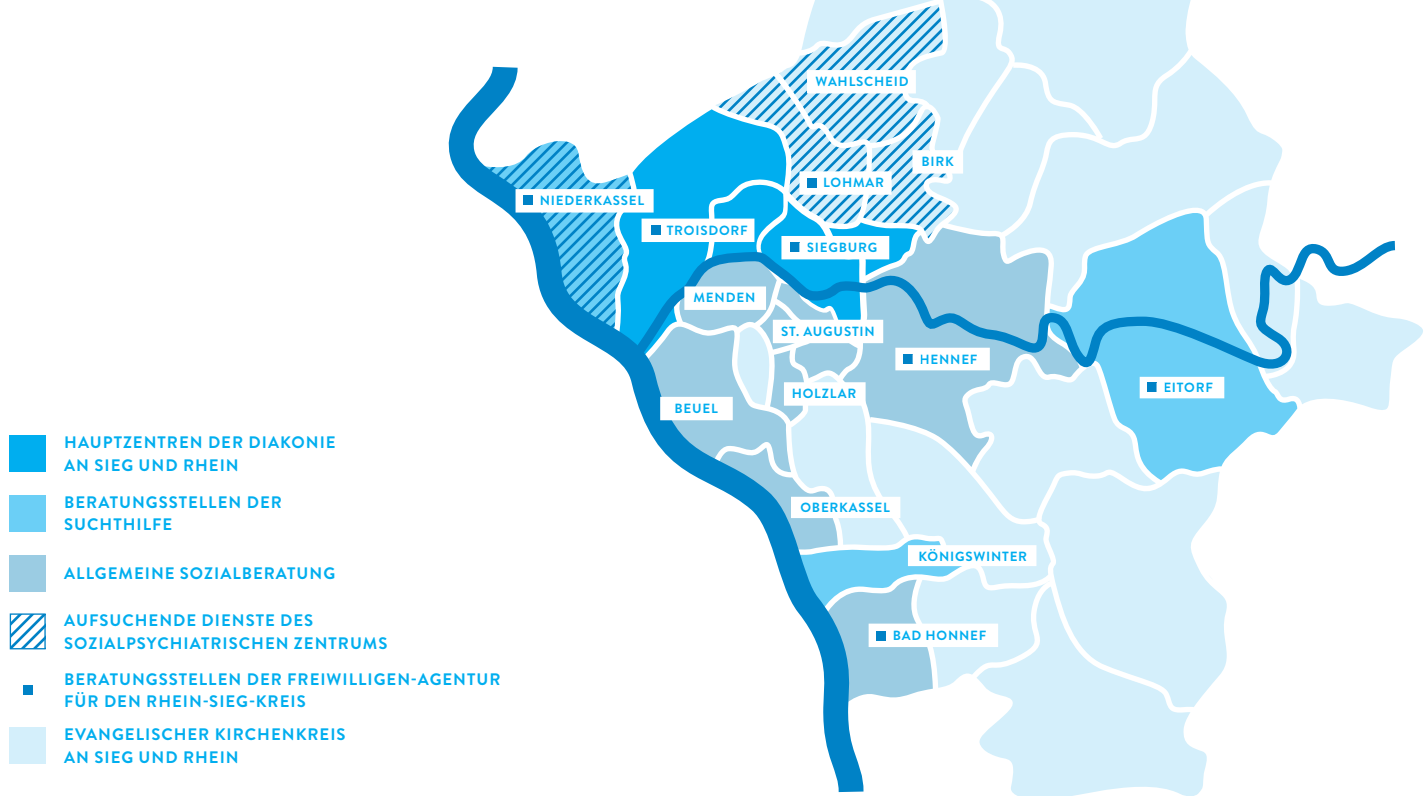 WAHLSCHEID
BIRK
LOHMAR
NIEDERKASSEL
TROISDORF
SIEGBURG
MENDEN
ST. AUGUSTIN
HENNEF
EITORF
HOLZLAR
BEUEL
OBERKASSEL
KÖNIGSWINTER
BAD HONNEF
HAUPTZENTREN DER DIAKONIE
AN SIEG UND RHEIN
BERATUNGSSTELLEN DER
SUCHTHILFE
ALLGEMEINE SOZIALBERATUNG
AUFSUCHENDE DIENSTE DES
SOZIALPSYCHIATRISCHEN ZENTRUMS
BERATUNGSSTELLEN DER FREIWILLIGEN-AGENTUR
FÜR DEN RHEIN-SIEG-KREIS
EVANGELISCHER KIRCHENKREIS
AN SIEG UND RHEIN